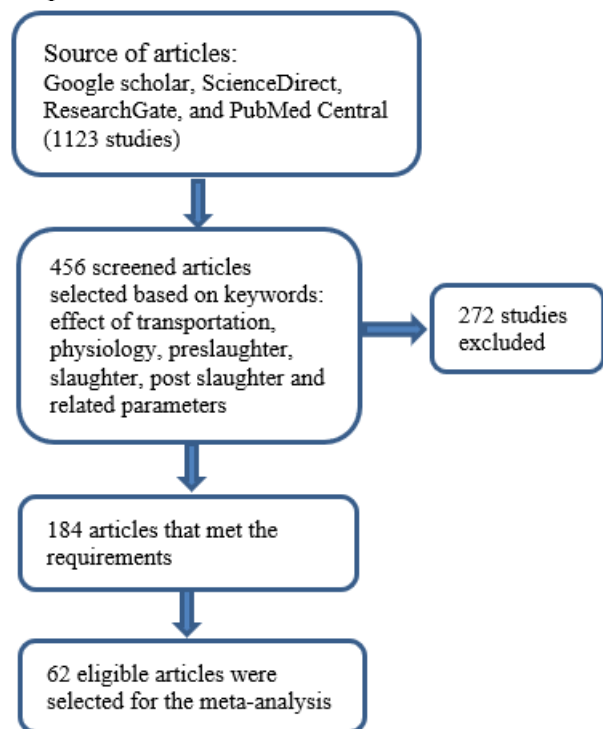 Source of articles:
Google scholar, ScienceDirect,
ResearchGate, and PubMed Central
(1123 studies)
456 screened articles
selected based on keywords:
effect of transportation,
physiology, preslaughter,
slaughter, post slaughter and
related parameters
272 studies
excluded
184 articles that met the
requirements
62 eligible articles were
selected for the meta-analysis